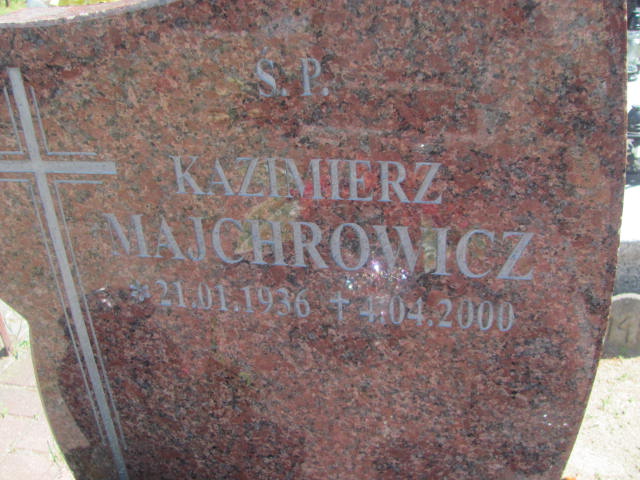 Ś. P.
KAZIMIERZ
MAJCHROWICZ
* 21.01.1936 ✝ 4.04.2000